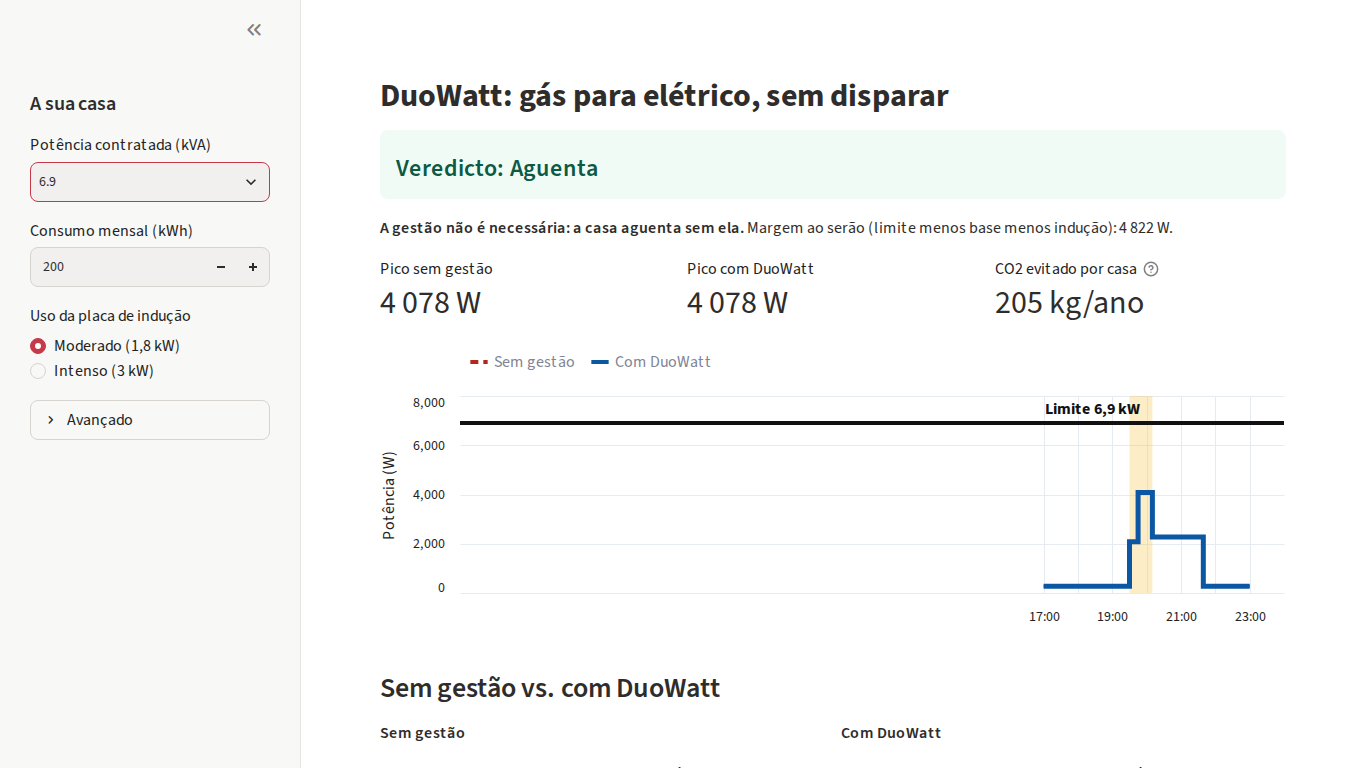 A sua casa
Potência contratada (kVA)
6.9
Consumo mensal (kWh)
200
Uso da placa de indução
Moderado (1,8 kW)
Intenso (3 kW)
Avançado
DuoWatt: gás para elétrico, sem disparar
Veredicto: Aguenta
A gestão não é necessária: a casa aguenta sem ela. Margem ao serão (limite menos base menos indução): 4 822 W.
Pico sem gestão
4 078 W
Pico com DuoWatt
4 078 W
CO2 evitado por casa
205 kg/ano
Sem gestão
Com DuoWatt
Potência (W)
8,000
6,000
4,000
2,000
0
Limite 6,9 kW
17:00
19:00
21:00
23:00
Sem gestão vs. com DuoWatt
Sem gestão
Com DuoWatt